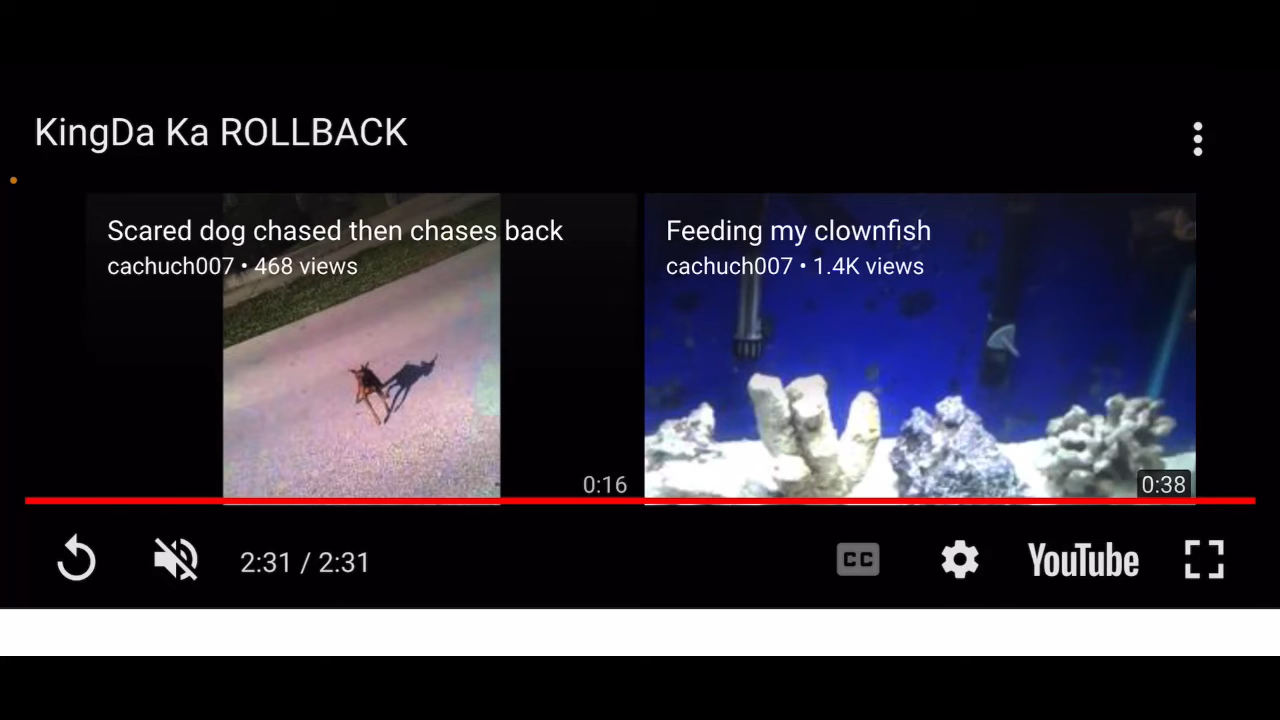 KingDa Ka ROLLBACK
Scared dog chased then chases back
cachuch007 • 468 views
0:16
Feeding my clownfish
cachuch007 • 1.4K views
0:38
2:31 / 2:31
CC
YouTube